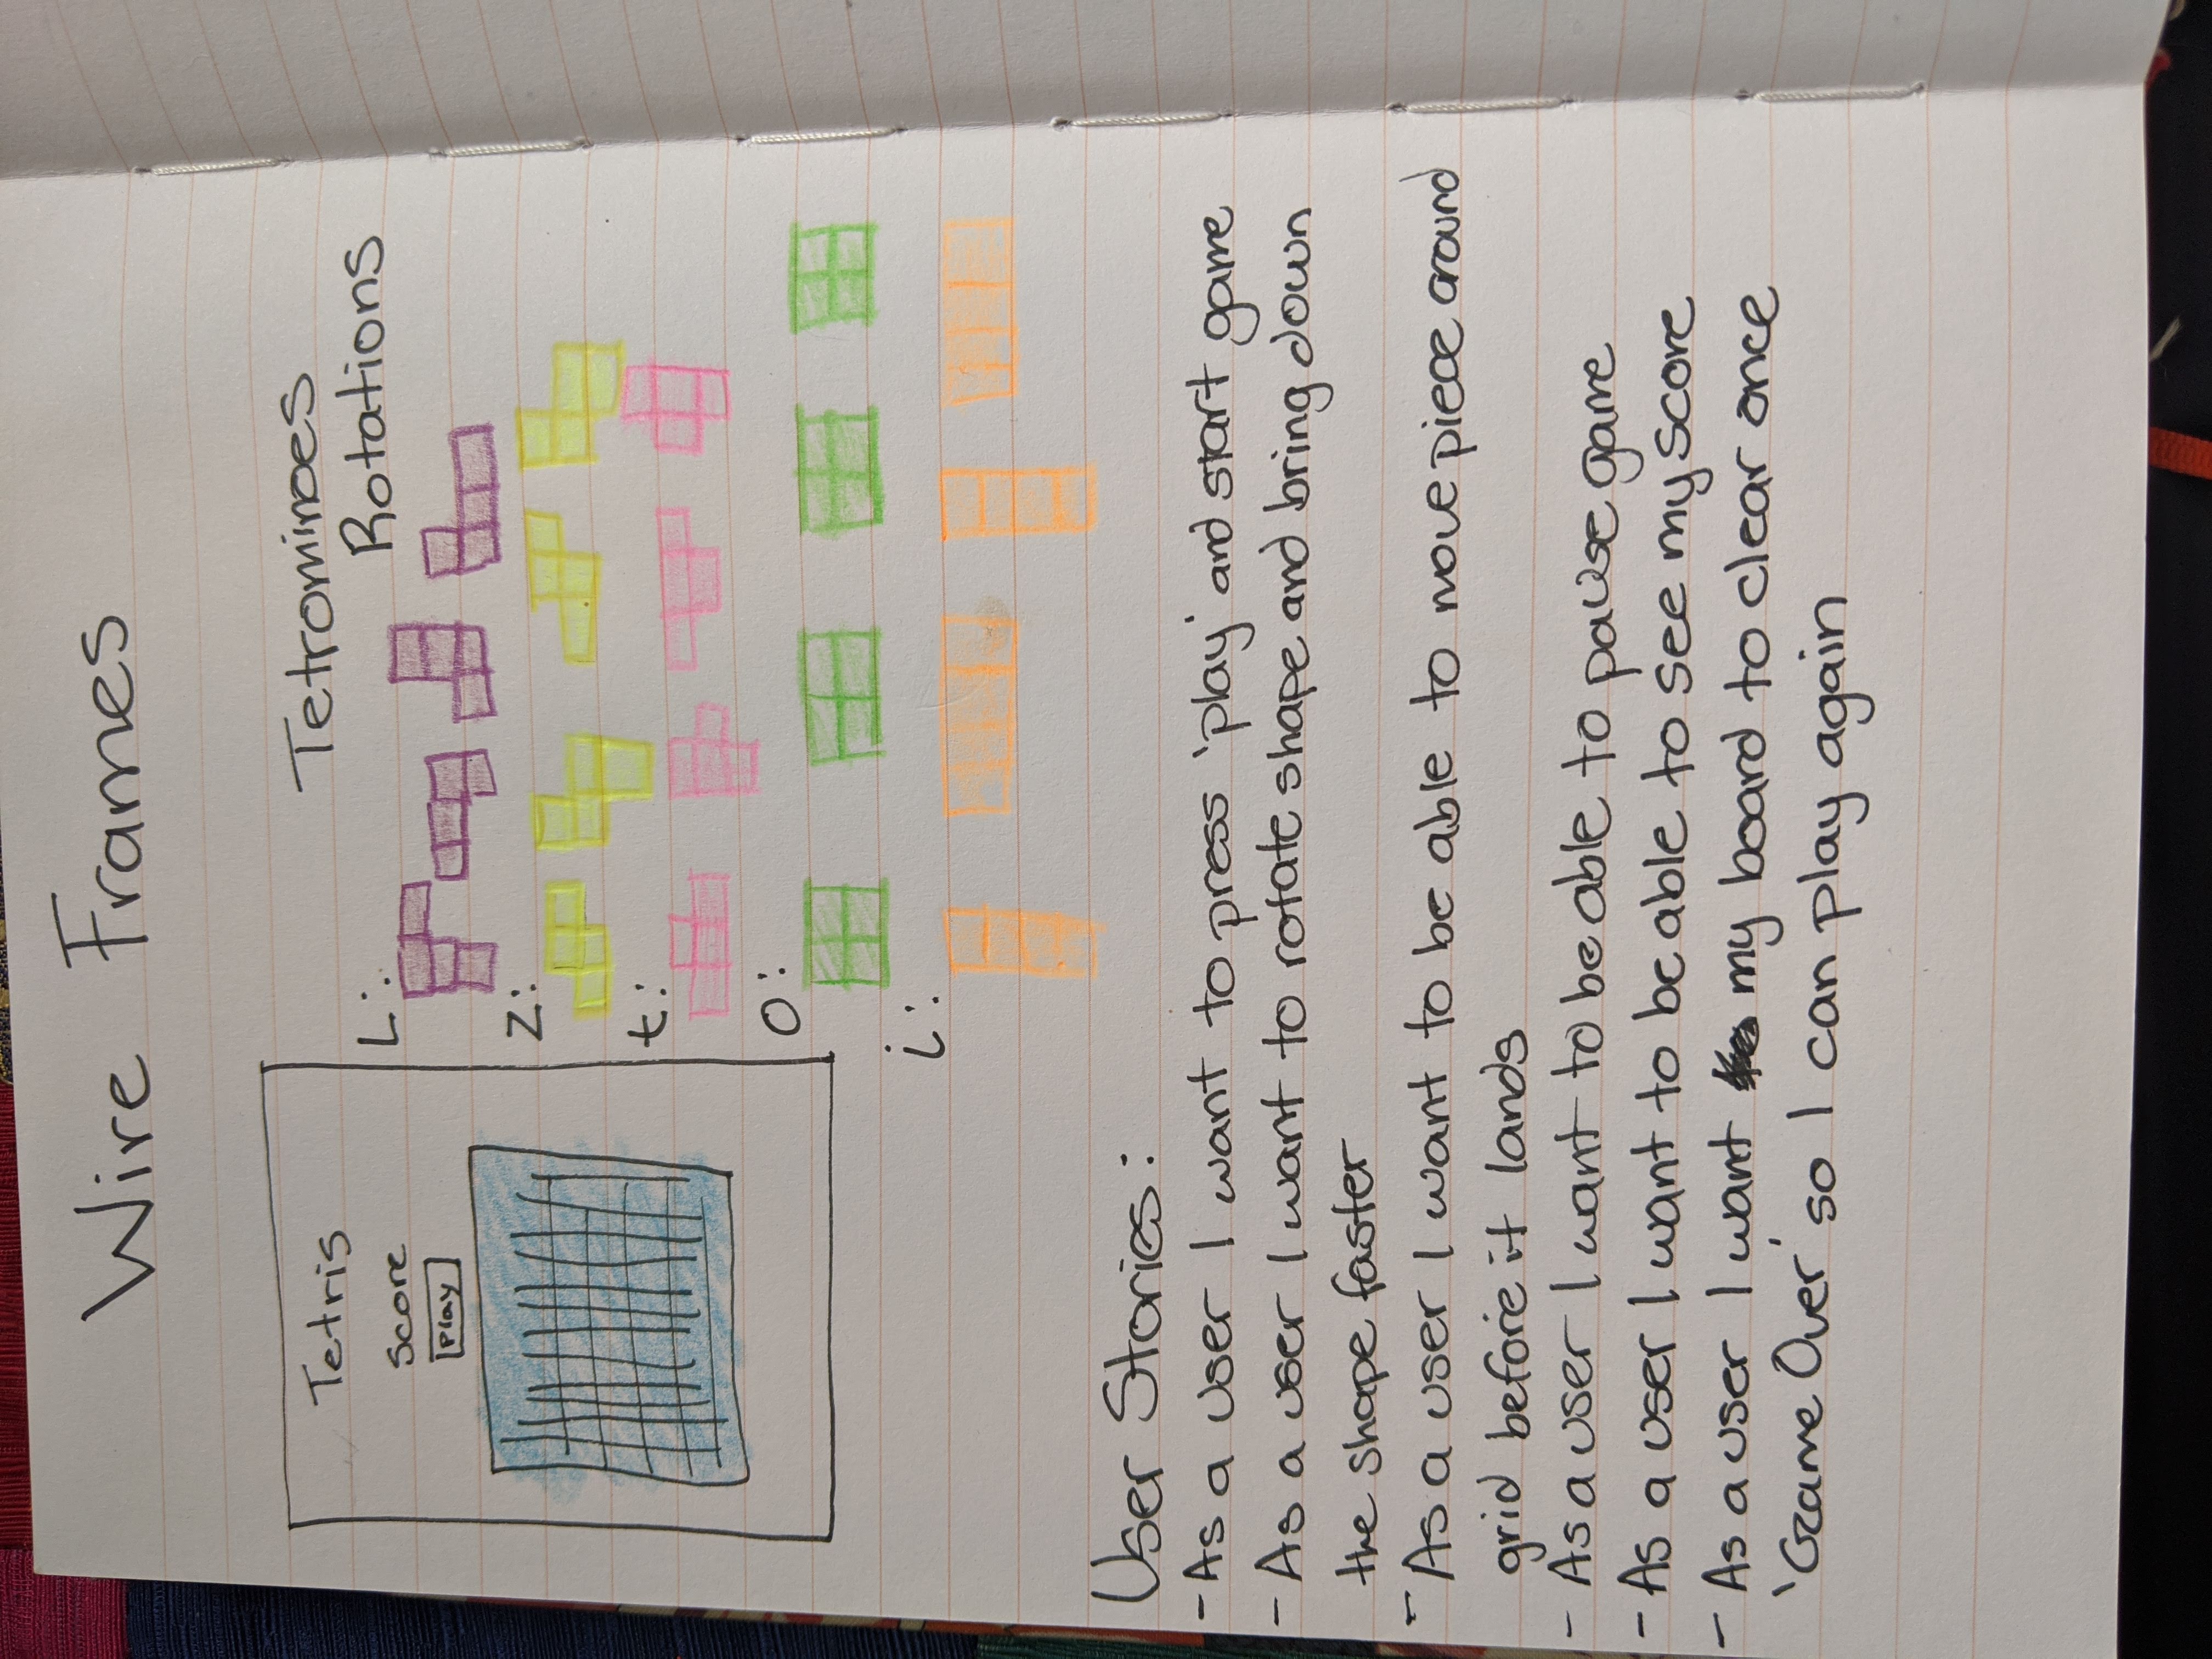 Wire Frames
Tetris
Score
Play
Tetrominoes
Rotations
L:
Z:
t:
O:
i:
User Stories:
- As a user I want to press 'play' and start game
- As a user I want to rotate shape and bring down
the shape faster
- As a user I want to be able to move piece around
grid before it lands
- As a user I want to be able to pause game
- As a user I want to be able to see my score
- As a user I want my board to clear once
'Game Over' so I can play again